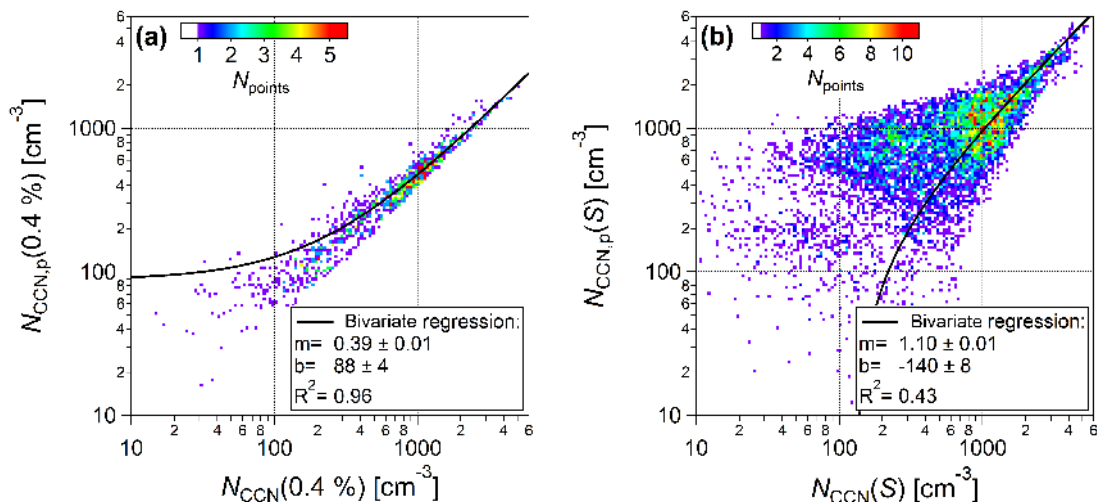 (a)
1 2 3 4 5
N_points
N_CCN,p(0.4 %) [cm^-3]
6
4
2
1000
8
6
4
2
100
8
6
4
2
10
Bivariate regression:
m= 0.39 ± 0.01
b= 88 ± 4
R^2 = 0.96
10 2 4 6 8 100 2 4 6 8 1000 2 4 6
N_CCN(0.4 %) [cm^-3]
(b)
2 4 6 8 10
N_points
N_CCN,p(S) [cm^-3]
6
4
2
1000
8
6
4
2
100
8
6
4
2
10
Bivariate regression:
m= 1.10 ± 0.01
b= -140 ± 8
R^2 = 0.43
10 2 4 6 8 100 2 4 6 8 1000 2 4 6
N_CCN(S) [cm^-3]